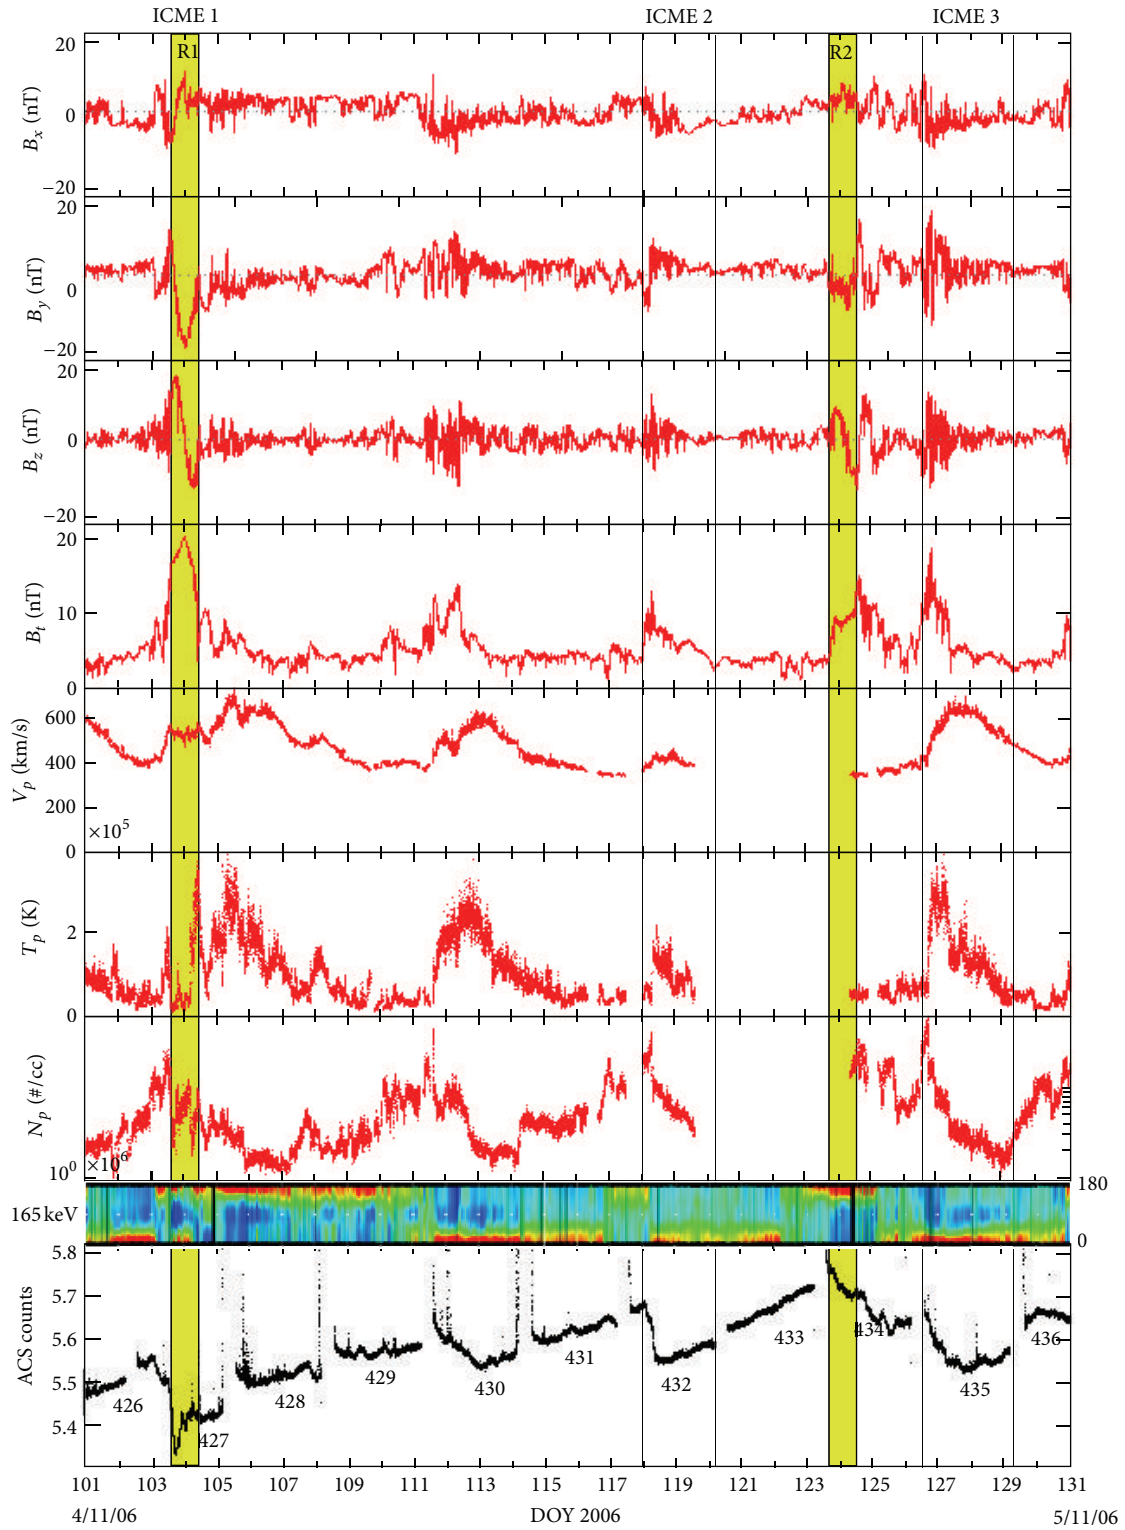 ICME 1 ICME 2 ICME 3
R1 R2
20
0
−20
Bx (nT)
20
0
−20
By (nT)
20
0
−20
Bz (nT)
20
10
0
Bt (nT)
600
400
200
0
Vp (km/s)
×10^5
2
0
Tp (K)
Np (#/cc)
10^0 ×10^6
165 keV 180
0
5.8
5.7
5.6
5.5
5.4
ACS counts
426 427 428 429 430 431 432 433 434 435 436
101 103 105 107 109 111 113 115 117 119 121 123 125 127 129 131
4/11/06 DOY 2006 5/11/06